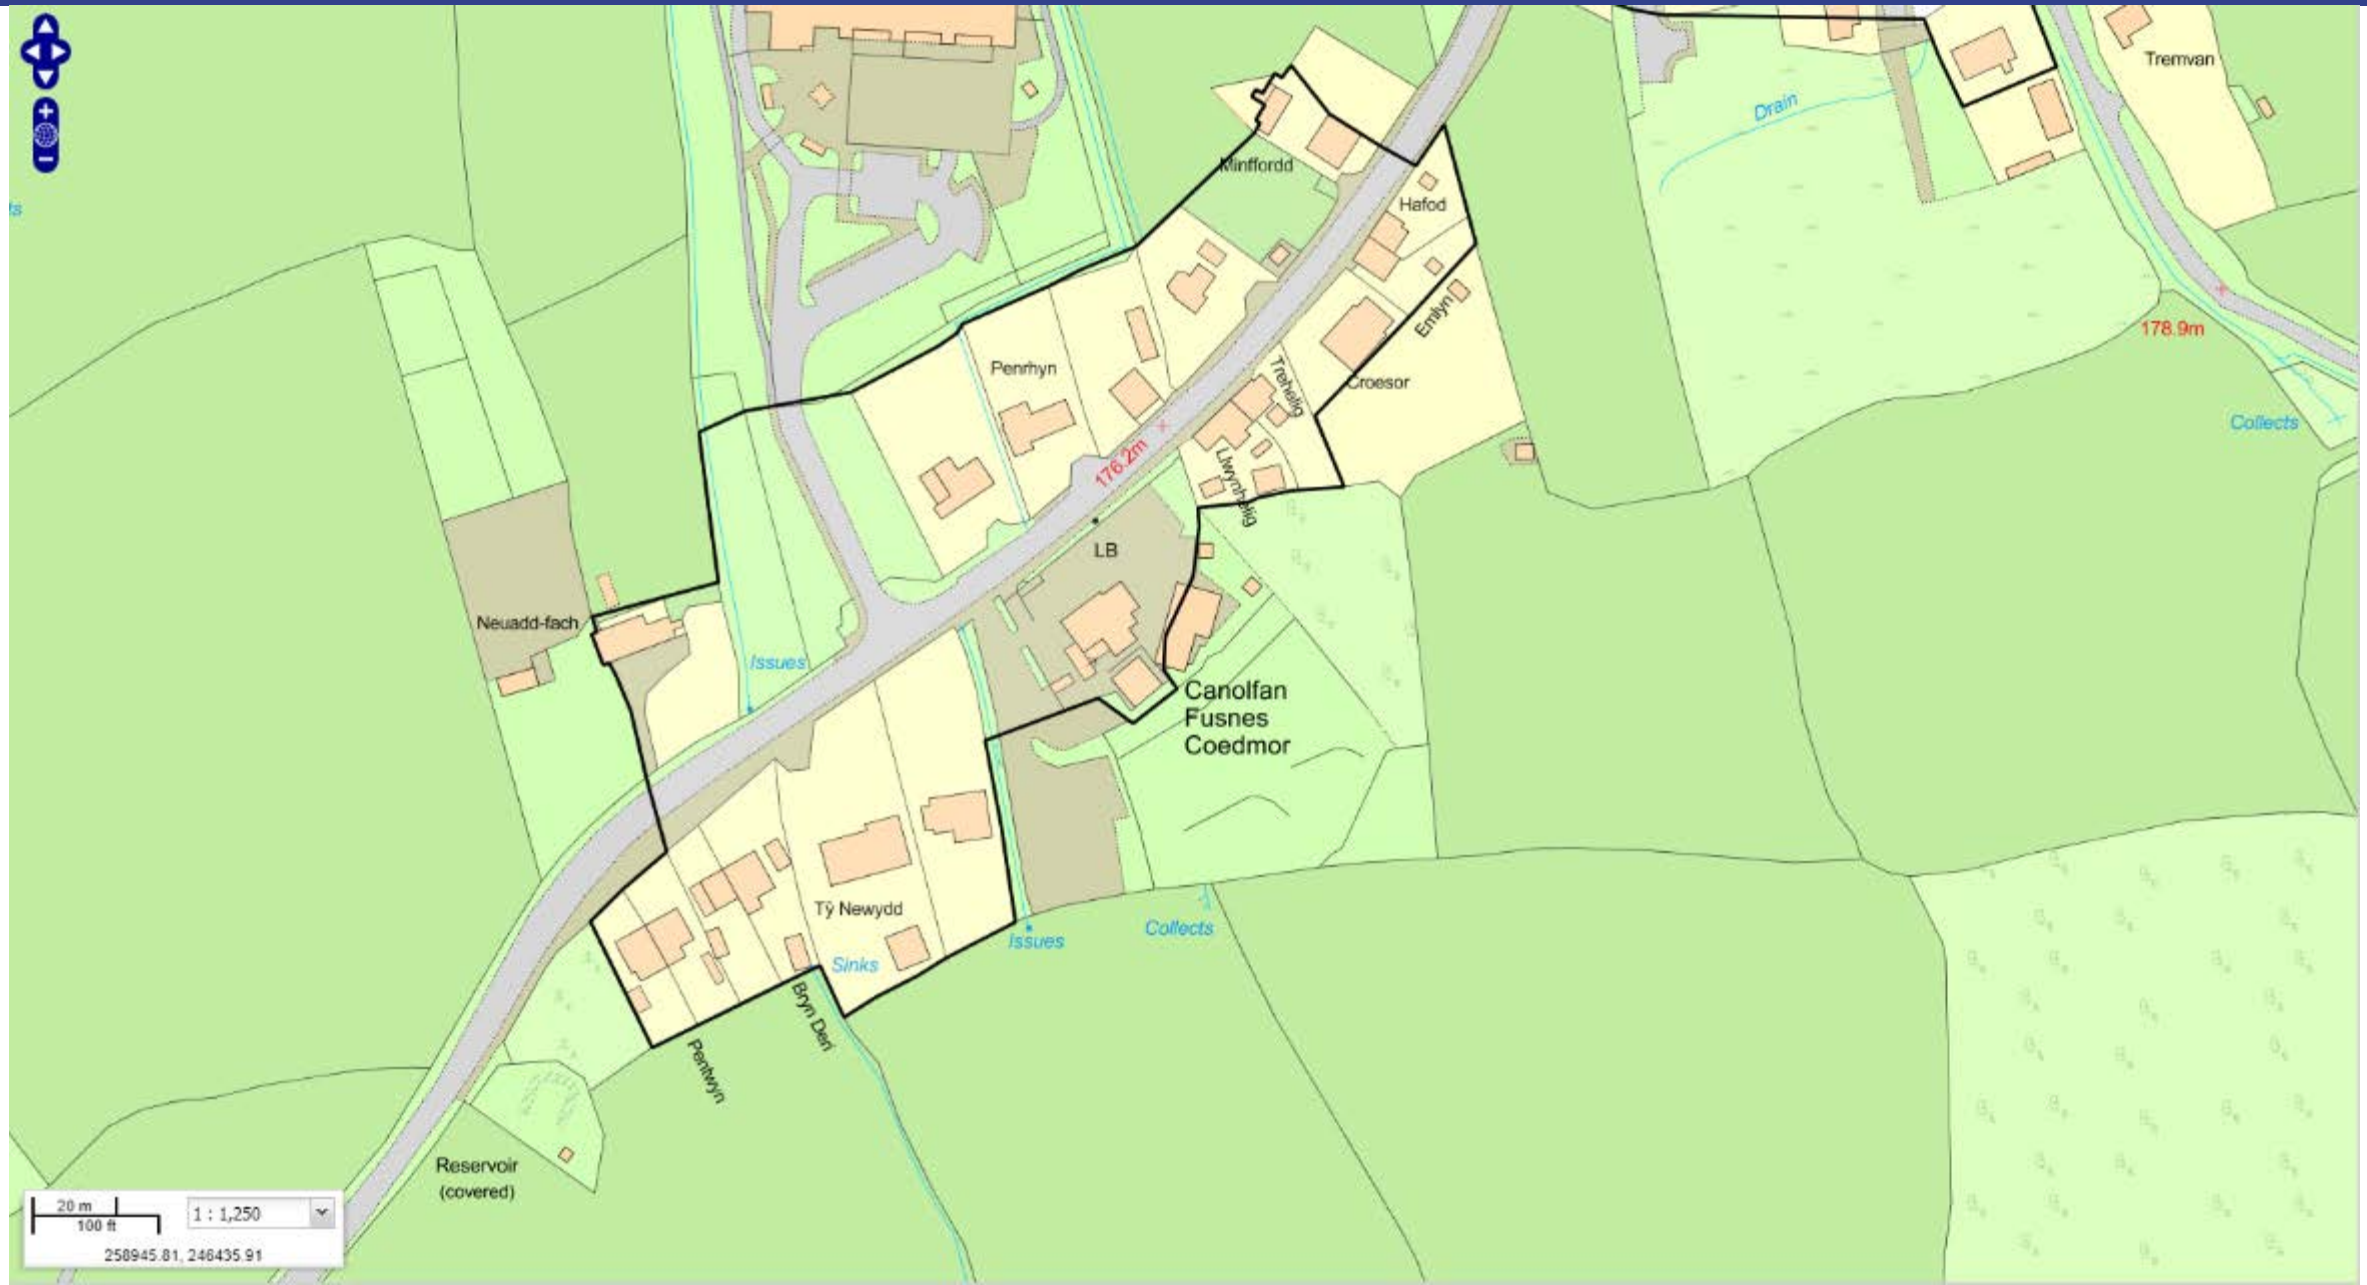 Tremvan
Drain
Minffordd
Hafod
ts
Emlyn
178.9m
Penrhyn
Trehelig
Croesor
Collects
176.2m
Llwynhelig
LB
Neuadd-fach
Issues
Canolfan
Fusnes
Coedmor
Tŷ Newydd
Collects
Issues
Sinks
Bryn Deri
Pentwyn
Reservoir
(covered)
20 m
100 ft
1 : 1,250
258945.81, 246435.91